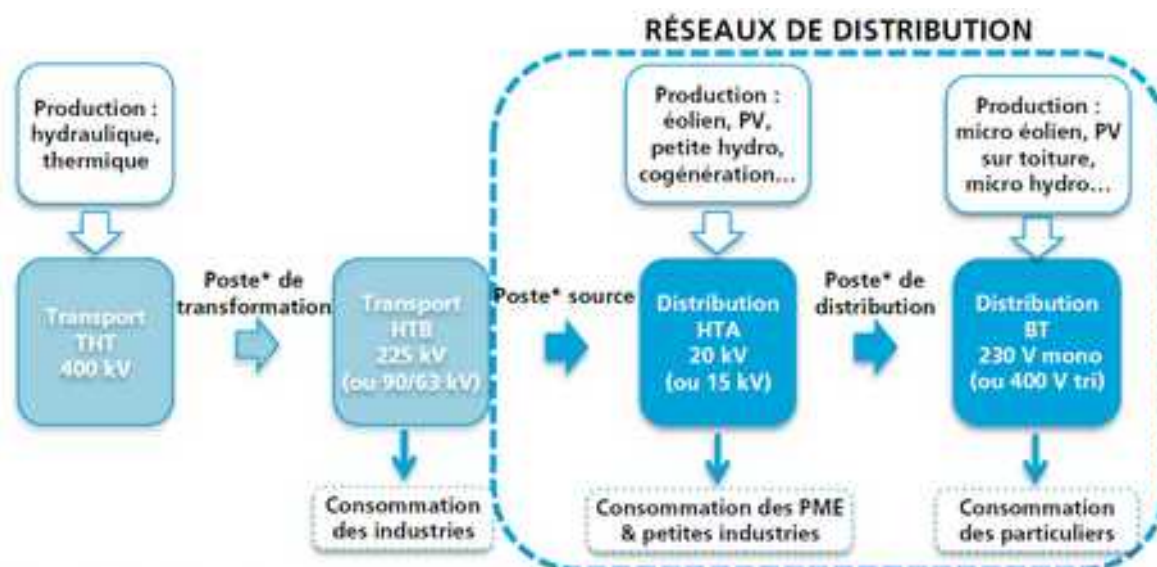 RÉSEAUX DE DISTRIBUTION
Production :
hydraulique,
thermique
Production :
éolien, PV,
petite hydro,
cogénération...
Production :
micro éolien, PV
sur toiture,
micro hydro...
Transport
THT
400 kV
Poste* de
transformation
Transport
HTB
225 kV
(ou 90/63 kV)
Poste* source
Distribution
HTA
20 kV
(ou 15 kV)
Poste* de
distribution
Distribution
BT
230 V mono
(ou 400 V tri)
Consommation
des industries
Consommation des PME
& petites industries
Consommation
des particuliers